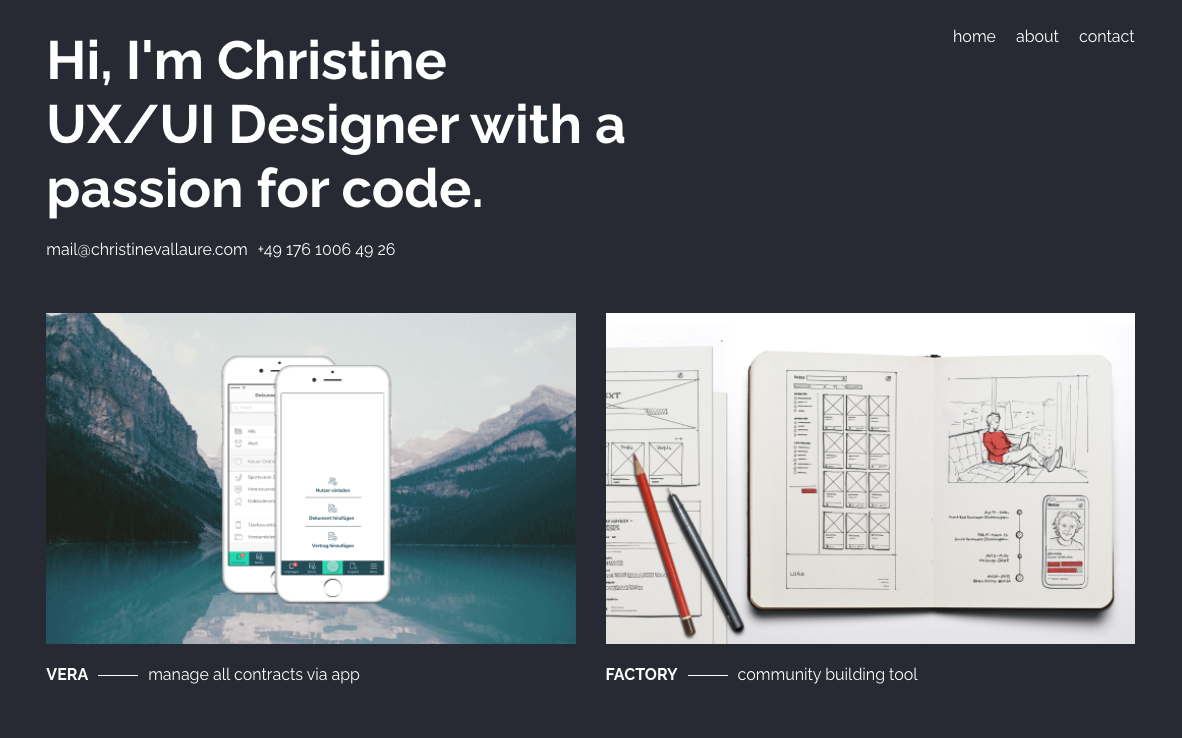 home about contact
Hi, I'm Christine
UX/UI Designer with a
passion for code.
mail@christinevallaure.com +49 176 1006 49 26
Nutzer einladen
Dokument hinzufügen
Vertrag hinzufügen
VERA manage all contracts via app
FACTORY community building tool